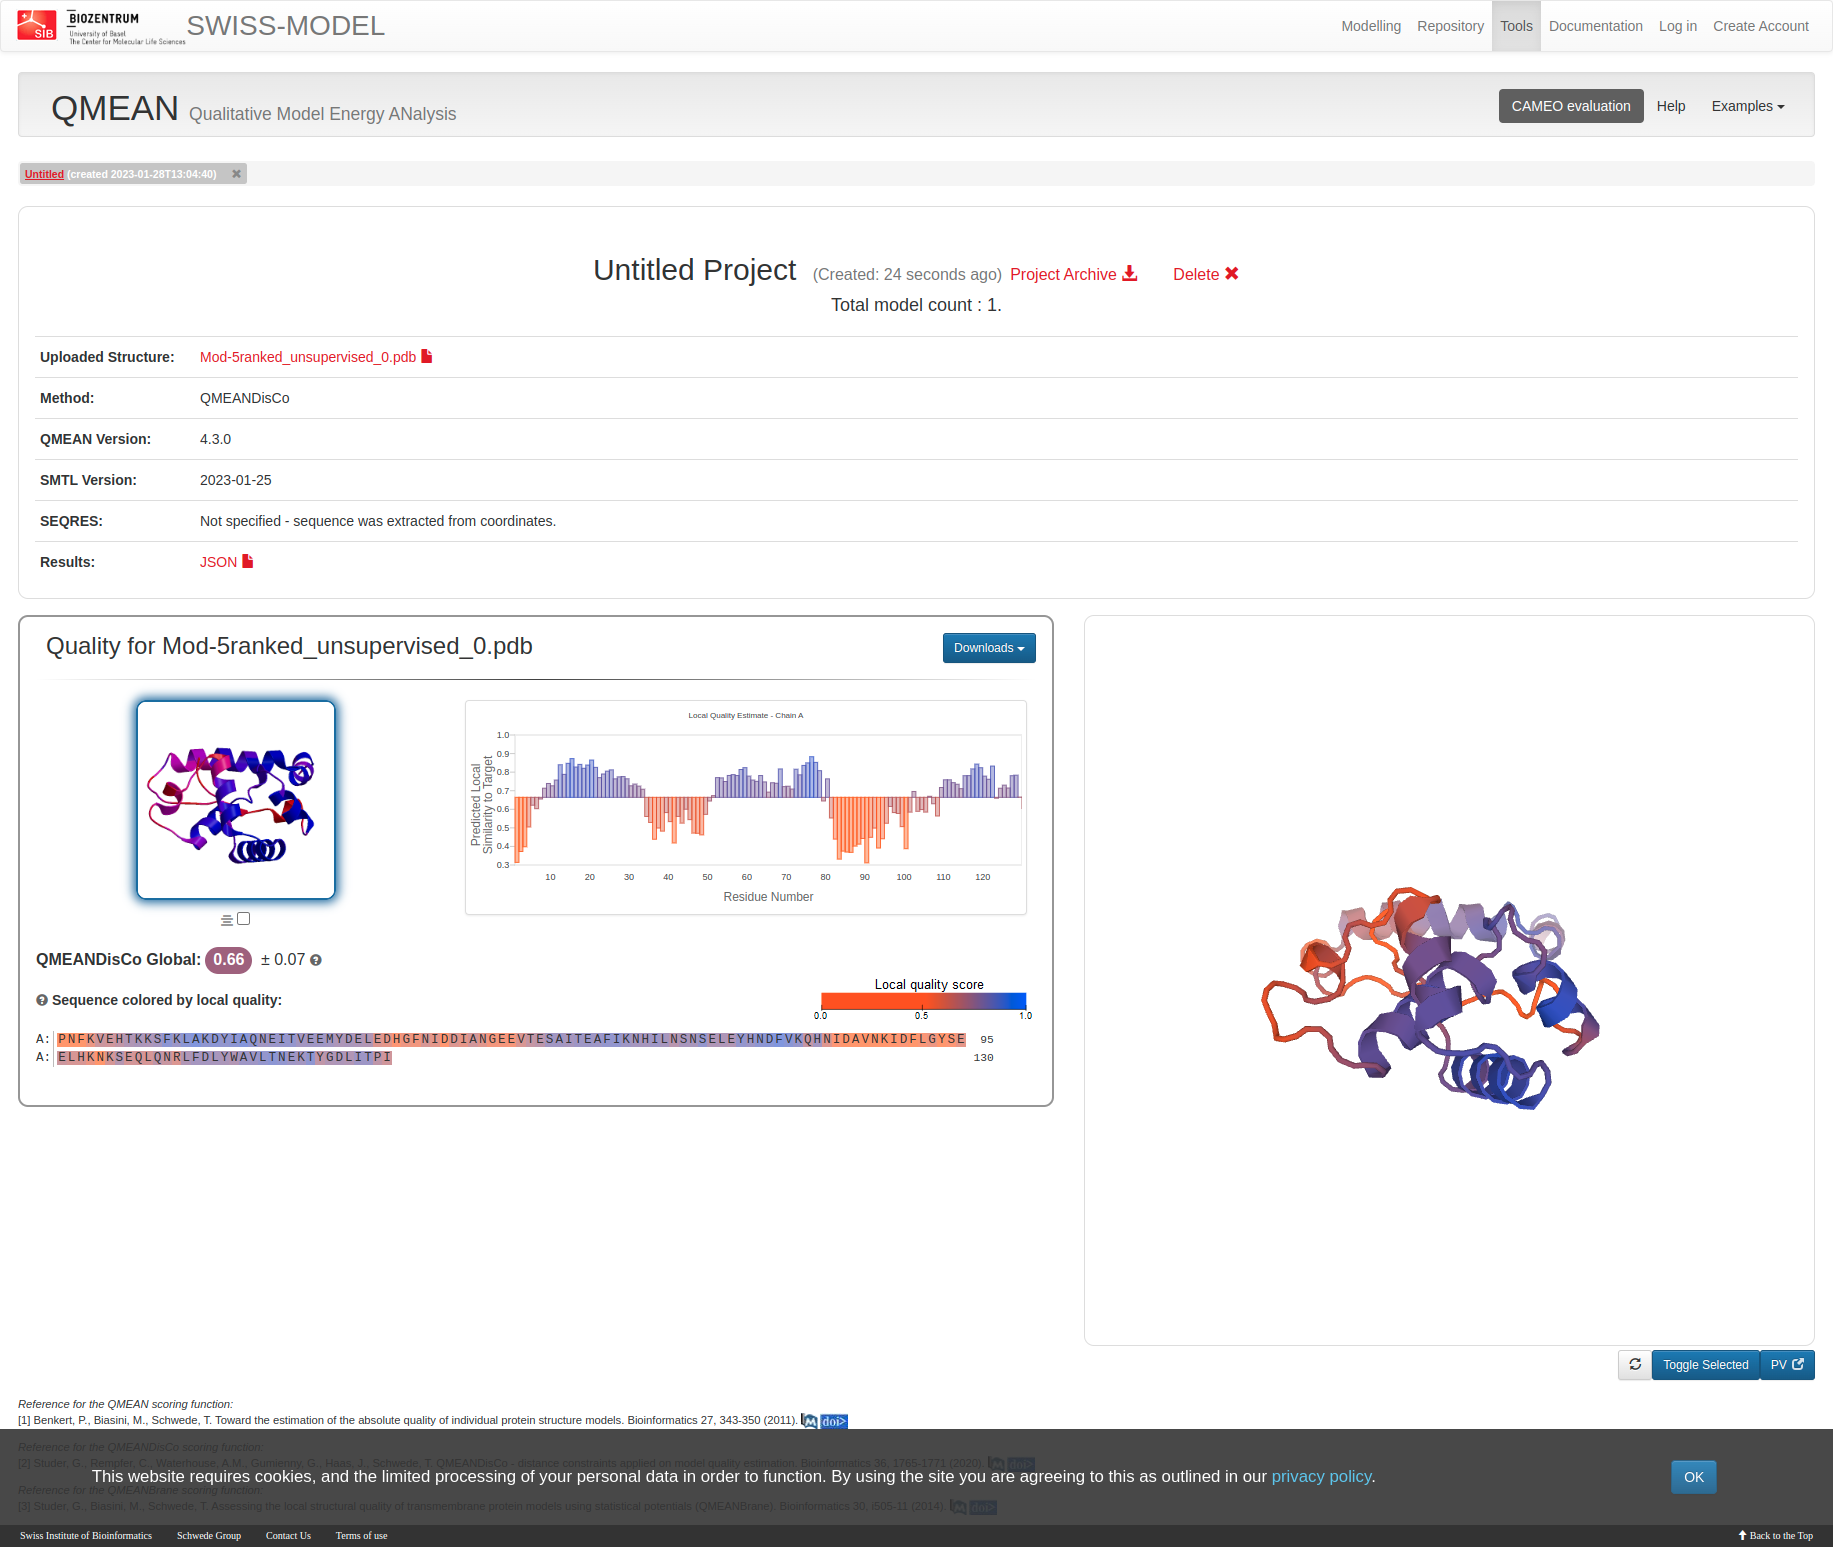 SIB
BIOZENTRUM
University of Basel
The Center for Molecular Life Sciences
SWISS-MODEL
Modelling
Repository
Tools
Documentation
Log in
Create Account
QMEAN Qualitative Model Energy ANalysis
CAMEO evaluation
Help
Examples
Untitled (created 2023-01-28T13:04:40)
Untitled Project (Created: 24 seconds ago) Project Archive Delete
Total model count : 1.
Uploaded Structure: Mod-5ranked_unsupervised_0.pdb
Method: QMEANDisCo
QMEAN Version: 4.3.0
SMTL Version: 2023-01-25
SEQRES: Not specified - sequence was extracted from coordinates.
Results: JSON
Quality for Mod-5ranked_unsupervised_0.pdb
Downloads
Local Quality Estimate - Chain A
Predicted Local
Similarity to Target
1.0
0.9
0.8
0.7
0.6
0.5
0.4
0.3
10 20 30 40 50 60 70 80 90 100 110 120
Residue Number
QMEANDisCo Global: 0.66 ± 0.07
Sequence colored by local quality:
Local quality score
0.0 0.5 1.0
A: PNFKVEHTKKSFKLAKDYIAQNEITVEEMYDELEDHGFNIDDIANGEEVTESAITEAFIKNHILNSNSELEYHNDFVKQHNIDAVNKIDFLGYSE 95
A: ELHKNKSEQLQNRLFDLYWAVLTNEKTYGDLITPI 130
Toggle Selected
PV
Reference for the QMEAN scoring function:
[1] Benkert, P., Biasini, M., Schwede, T. Toward the estimation of the absolute quality of individual protein structure models. Bioinformatics 27, 343-350 (2011). M doi>
Reference for the QMEANDisCo scoring function:
[2] Studer, G., Rempfer, C., Waterhouse, A.M., Gumienny, G., Haas, J., Schwede, T. QMEANDisCo - distance constraints applied on model quality estimation. Bioinformatics 36, 1765-1771 (2020). M doi>
This website requires cookies, and the limited processing of your personal data in order to function. By using the site you are agreeing to this as outlined in our privacy policy.
OK
Reference for the QMEANBrane scoring function:
[3] Studer, G., Biasini, M., Schwede, T. Assessing the local structural quality of transmembrane protein models using statistical potentials (QMEANBrane). Bioinformatics 30, i505-11 (2014). M doi>
Swiss Institute of Bioinformatics
Schwede Group
Contact Us
Terms of use
Back to the Top